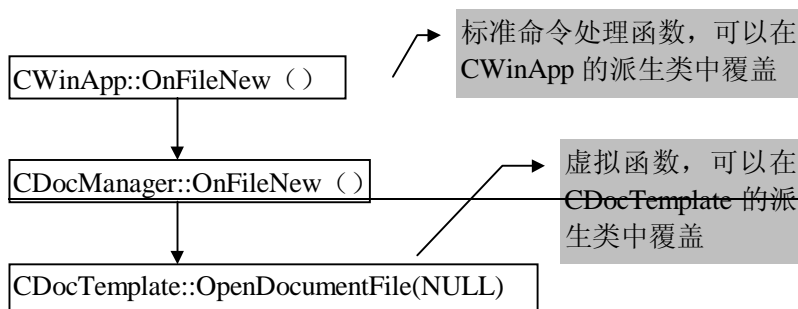 标准命令处理函数，可以在
CWinApp 的派生类中覆盖
CWinApp::OnFileNew（）
CDocManager::OnFileNew（）
虚拟函数，可以在
CDocTemplate 的派
生类中覆盖
CDocTemplate::OpenDocumentFile(NULL)